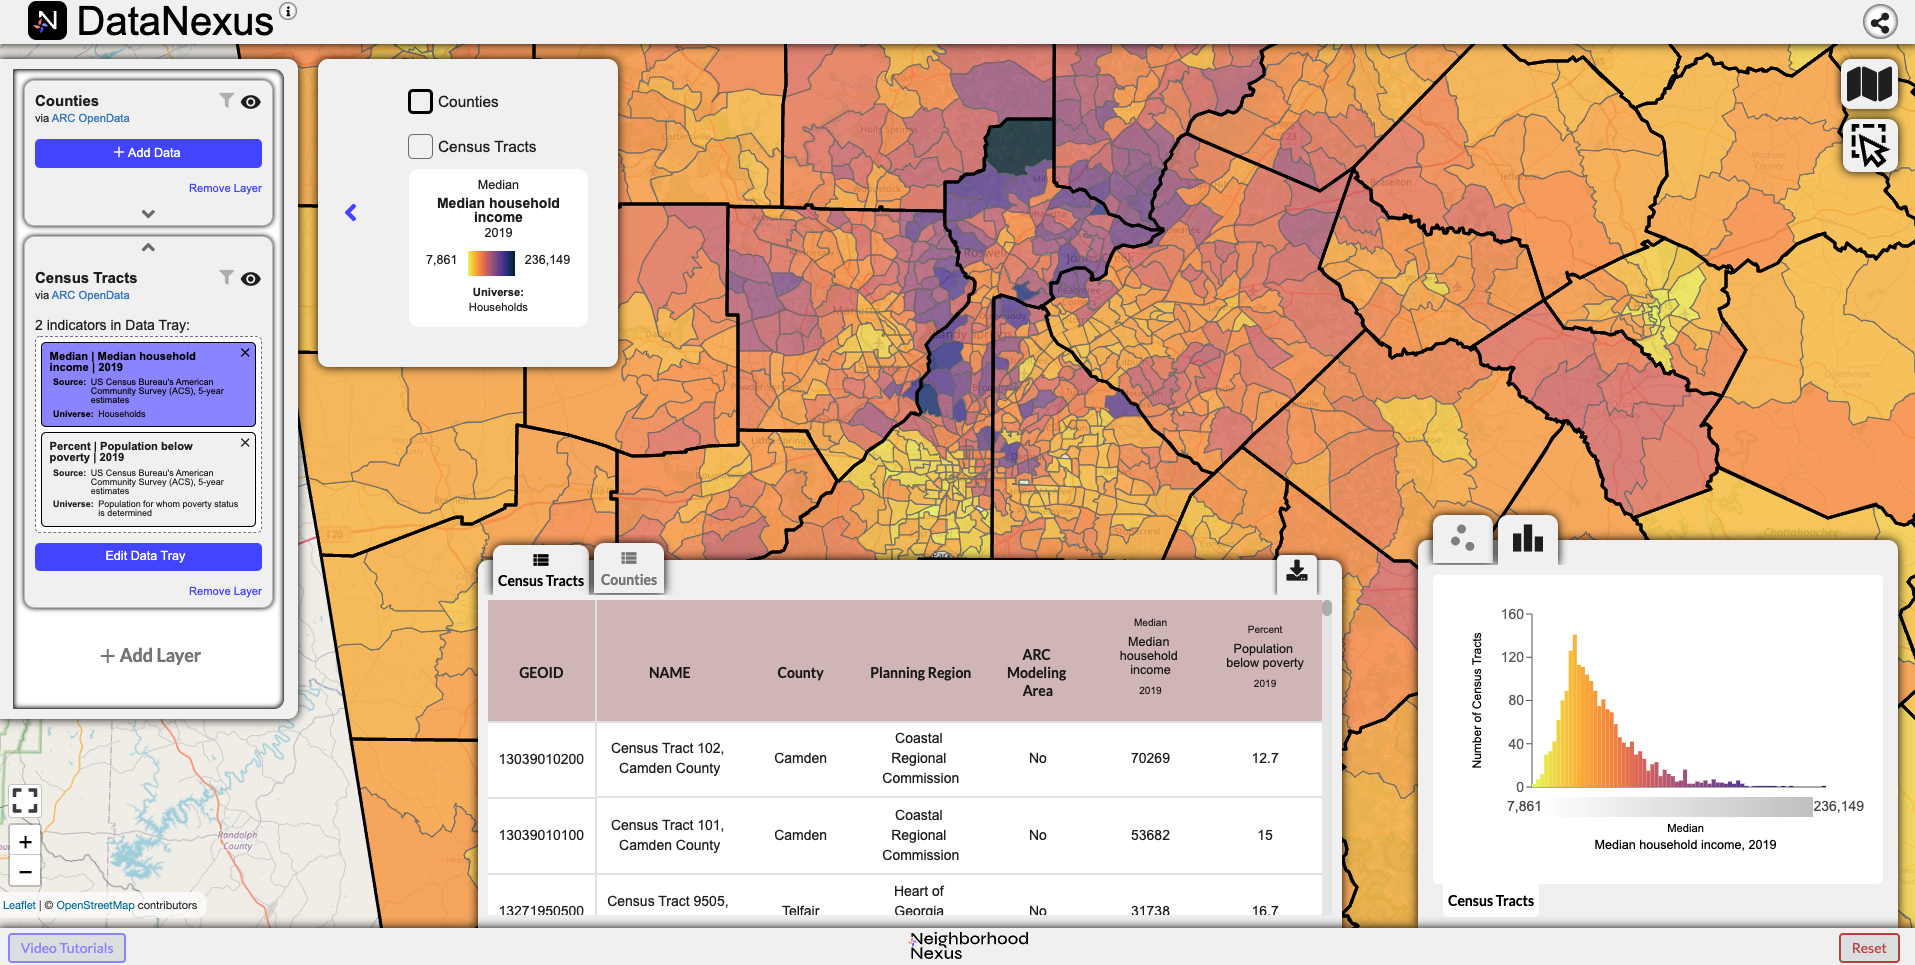 DataNexus
Counties
via ARC OpenData
+ Add Data
Remove Layer
Census Tracts
via ARC OpenData
2 indicators in Data Tray:
Median | Median household
income | 2019
Source: US Census Bureau's American
Community Survey (ACS), 5-year
estimates
Universe: Households
Percent | Population below
poverty | 2019
Source: US Census Bureau's American
Community Survey (ACS), 5-year
estimates
Universe: Population for whom poverty status
is determined
Edit Data Tray
Remove Layer
+ Add Layer
Counties
Census Tracts
Median
Median household
income
2019
7,861
236,149
Universe:
Households
Census Tracts
Counties
GEOID
NAME
County
Planning Region
ARC
Modeling
Area
Median
Median
household
income
2019
Percent
Population
below poverty
2019
13039010200
Census Tract 102,
Camden County
Camden
Coastal
Regional
Commission
No
70269
12.7
13039010100
Census Tract 101,
Camden County
Camden
Coastal
Regional
Commission
No
53682
15
13271950500
Census Tract 9505,
Telfair
Heart of
Georgia
No
31738
16.7
Number of Census Tracts
160
120
80
40
0
7,861
236,149
Median
Median household income, 2019
Census Tracts
Randolph
County
+
−
Leaflet | © OpenStreetMap contributors
Video Tutorials
Neighborhood
Nexus
Reset